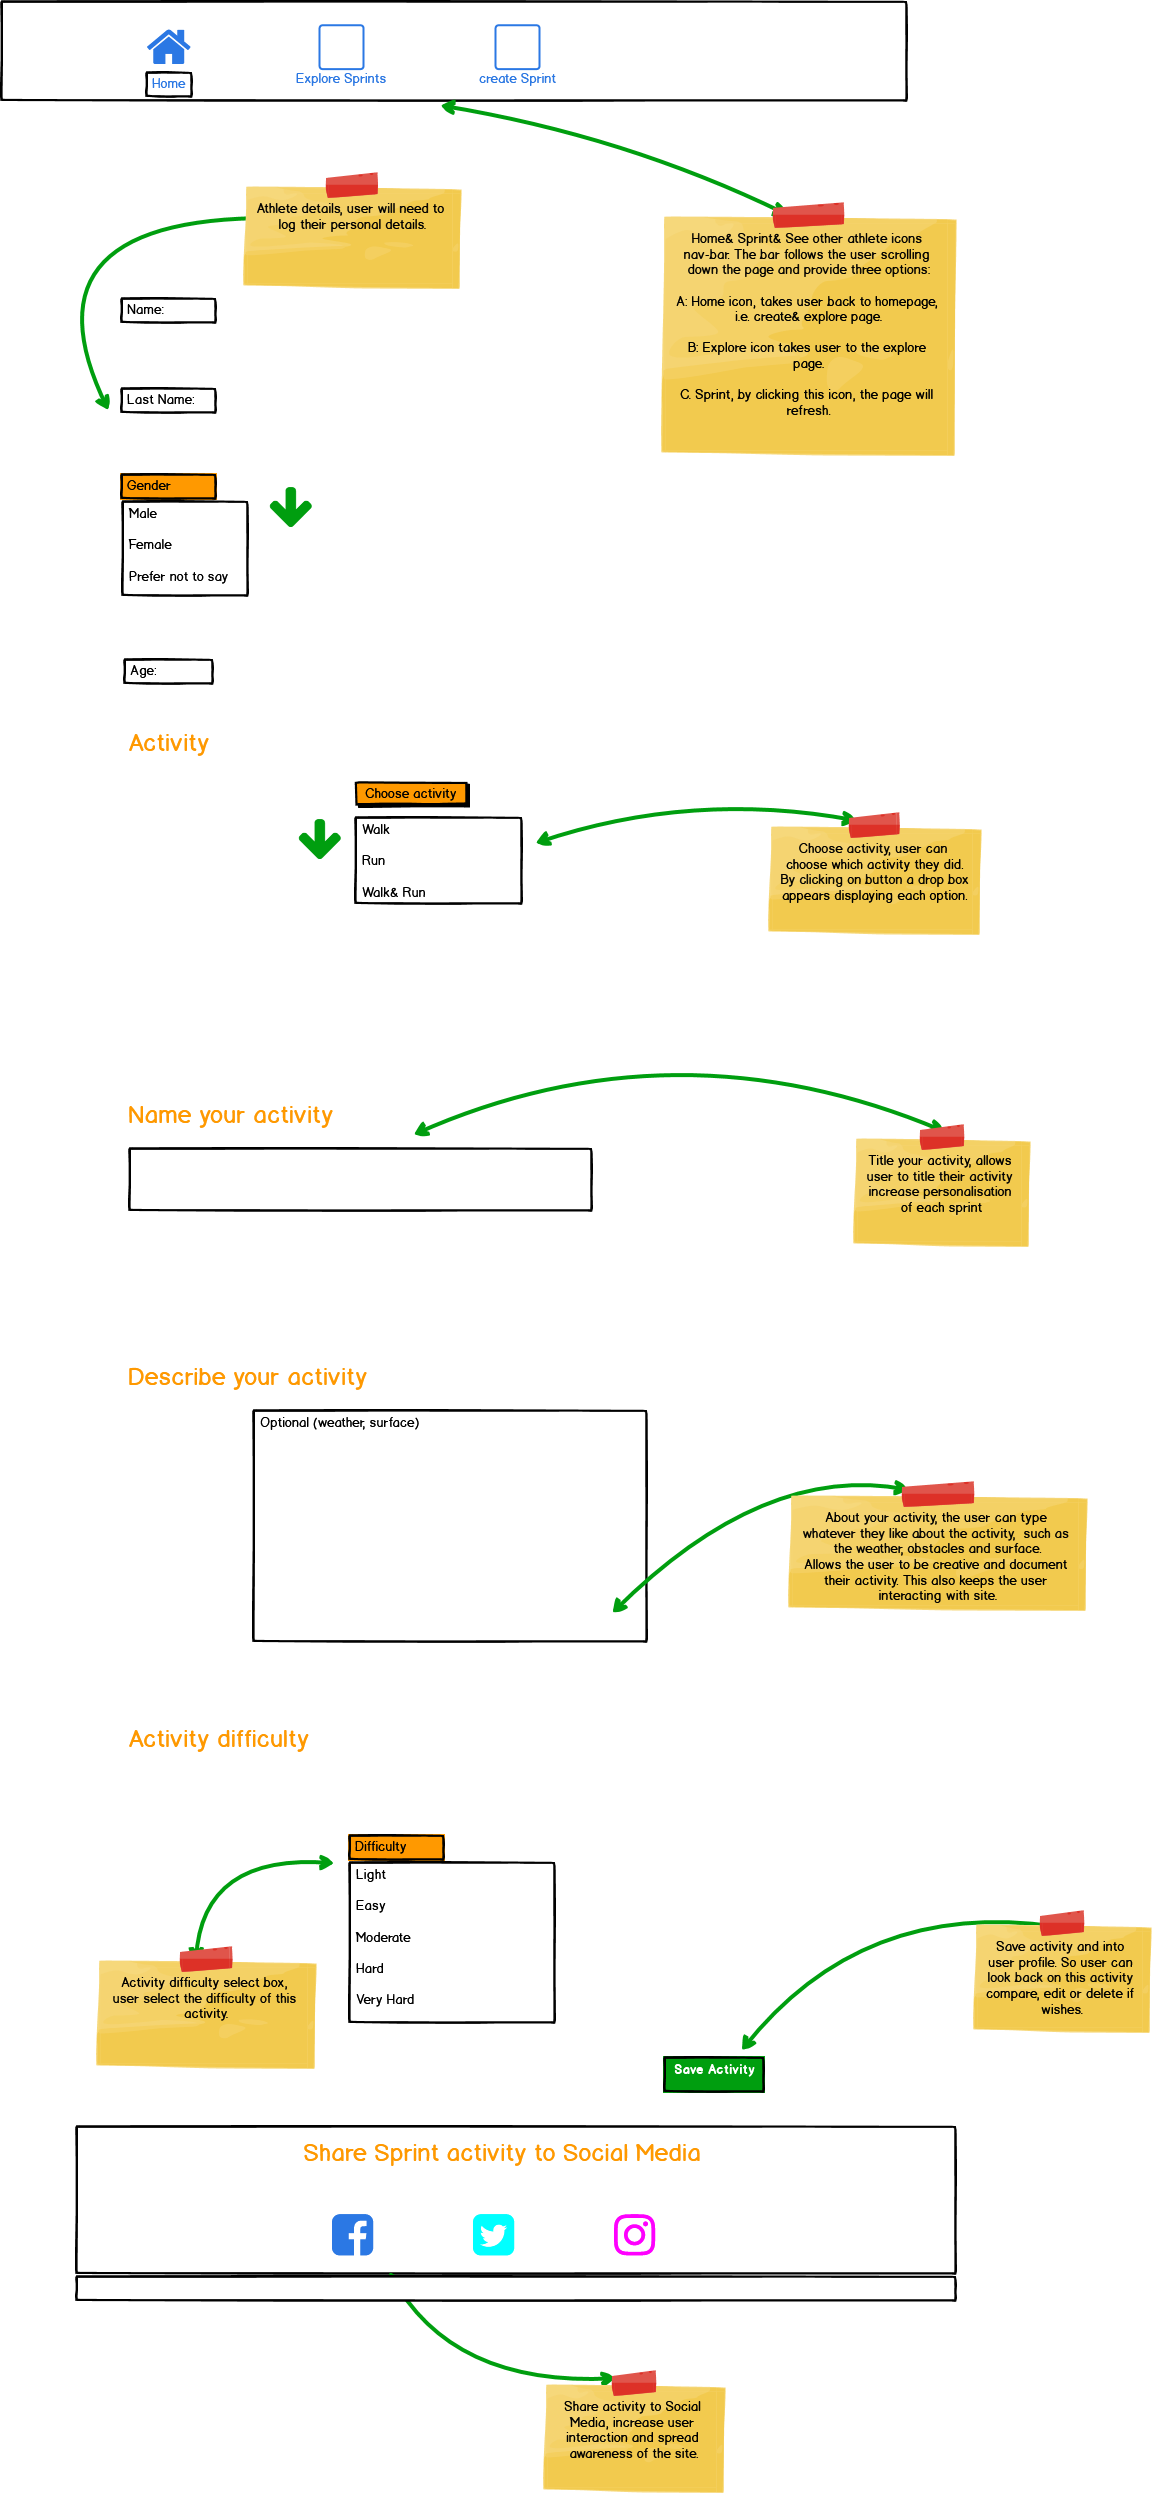 Home
Explore Sprints
create Sprint
Athlete details, user will need to
log their personal details.
Home& Sprint& See other athlete icons
nav-bar. The bar follows the user scrolling
down the page and provide three options:
A: Home icon, takes user back to homepage,
i.e. create& explore page.
B: Explore icon takes user to the explore
page.
C. Sprint, by clicking this icon, the page will
refresh.
Name:
Last Name:
Gender
Male
Female
Prefer not to say
Age:
Activity
Choose activity
Walk
Run
Walk& Run
Choose activity, user can
choose which activity they did.
By clicking on button a drop box
appears displaying each option.
Name your activity
Title your activity, allows
user to title their activity
increase personalisation
of each sprint
Describe your activity
Optional (weather, surface)
About your activity, the user can type
whatever they like about the activity, such as
the weather, obstacles and surface.
Allows the user to be creative and document
their activity. This also keeps the user
interacting with site.
Activity difficulty
Difficulty
Light
Easy
Moderate
Hard
Very Hard
Activity difficulty select box,
user select the difficulty of this
activity.
Save activity and into
user profile. So user can
look back on this activity
compare, edit or delete if
wishes.
Save Activity
Share Sprint activity to Social Media
Share activity to Social
Media, increase user
interaction and spread
awareness of the site.